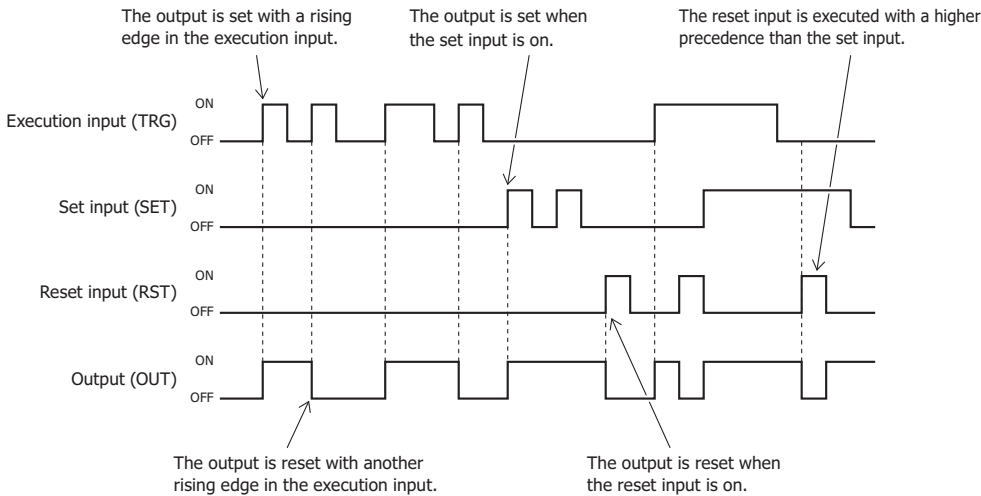 The output is set with a rising
edge in the execution input.
The output is set when
the set input is on.
The reset input is executed with a higher
precedence than the set input.
Execution input (TRG)
ON
OFF
Set input (SET)
ON
OFF
Reset input (RST)
ON
OFF
Output (OUT)
ON
OFF
The output is reset with another
rising edge in the execution input.
The output is reset when
the reset input is on.